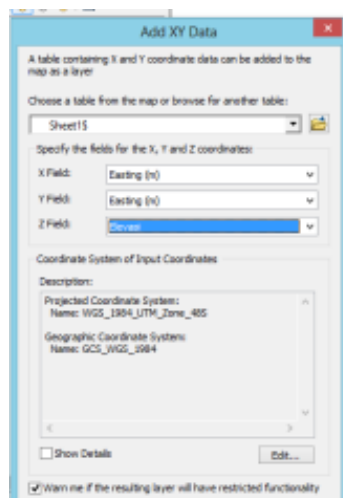 Add XY Data
A table containing X and Y coordinate data can be added to the
map as a layer
Choose a table from the map or browse for another table:
Sheet1$
Specify the fields for the X, Y and Z coordinates:
X Field:
Easting (m)
Y Field:
Easting (m)
Z Field:
Elevasi
Coordinate System of Input Coordinates
Description:
Projected Coordinate System:
Name: WGS_1984_UTM_Zone_48S
Geographic Coordinate System:
Name: GCS_WGS_1984
Show Details
Edit...
Warn me if the resulting layer will have restricted functionality